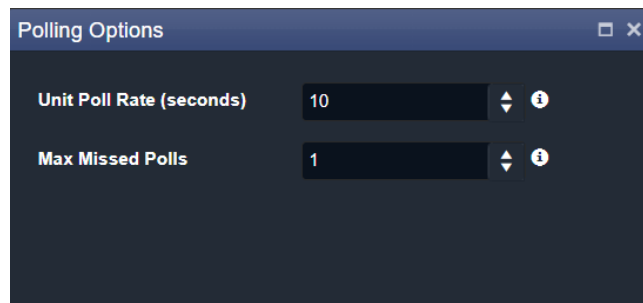 Polling Options
Unit Poll Rate (seconds) 10
Max Missed Polls 1